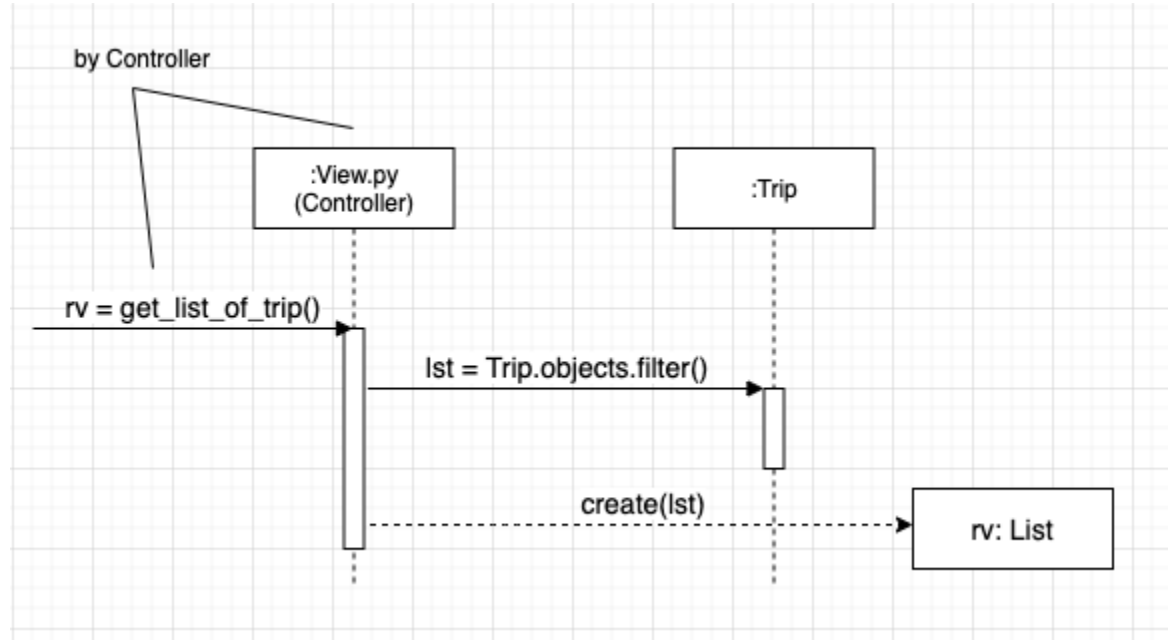 by Controller
:View.py
(Controller)
:Trip
rv = get_list_of_trip()
lst = Trip.objects.filter()
create(lst)
rv: List